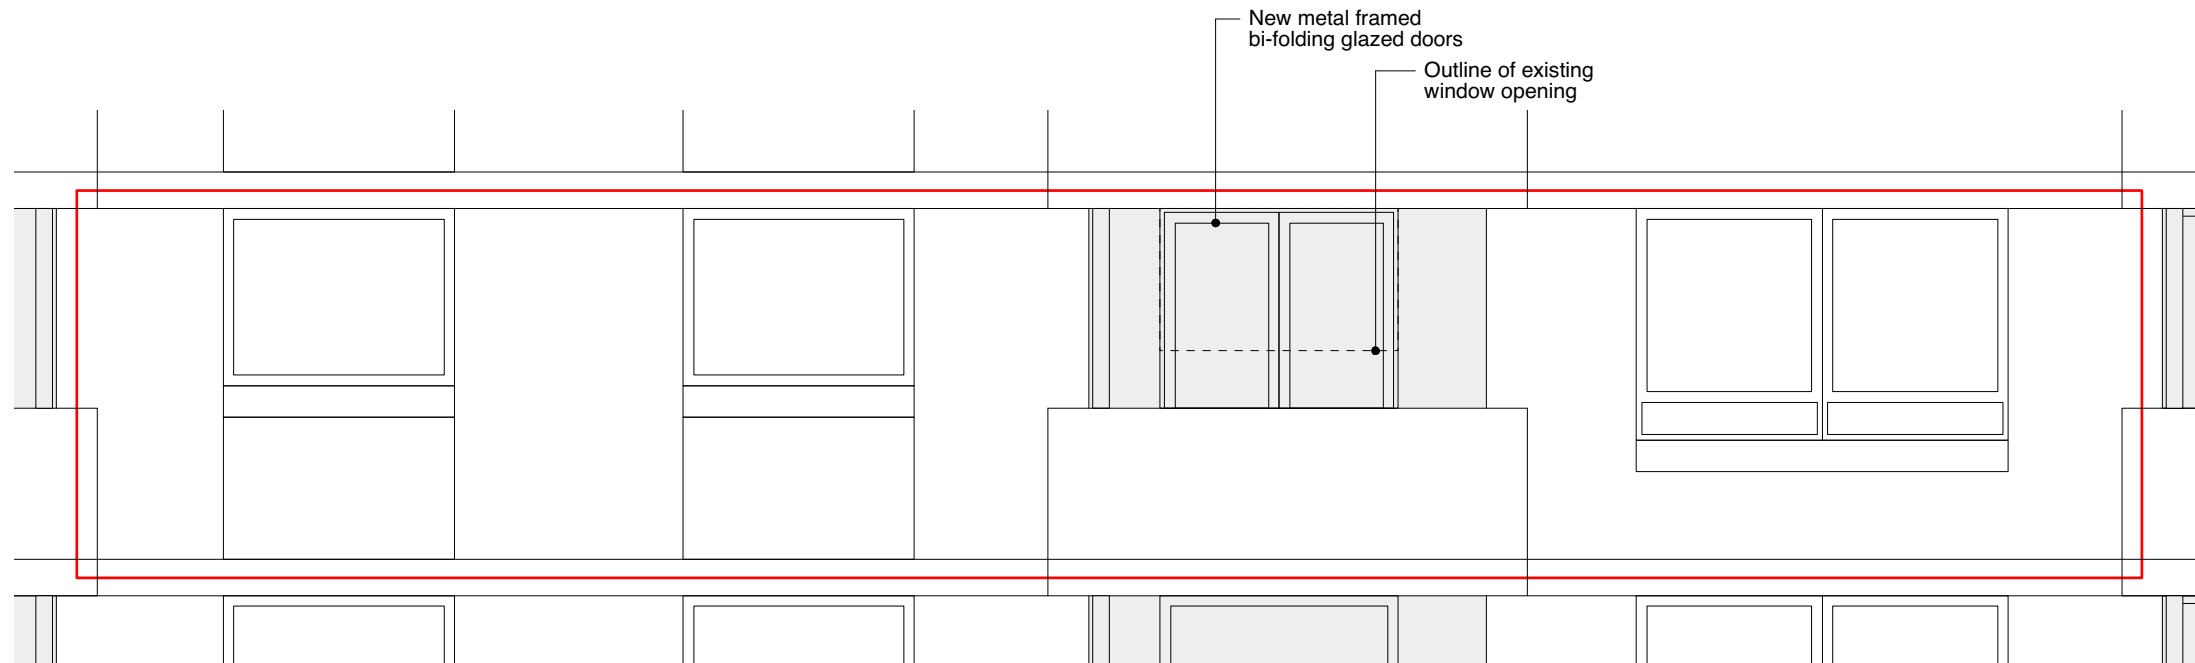 New metal framed
bi-folding glazed doors
Outline of existing
window opening